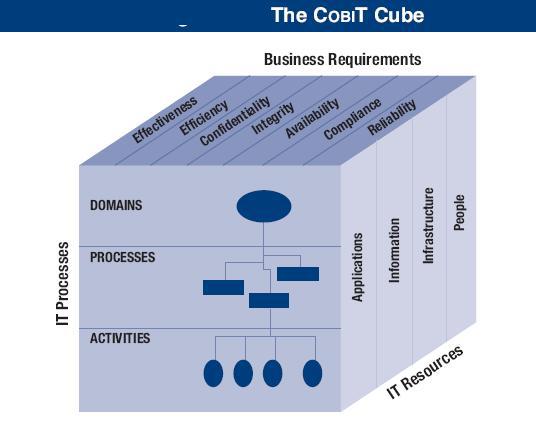 The COBIT Cube
Business Requirements
Effectiveness
Efficiency
Confidentiality
Integrity
Availability
Compliance
Reliability
DOMAINS
PROCESSES
ACTIVITIES
IT Processes
Applications
Information
Infrastructure
People
IT Resources